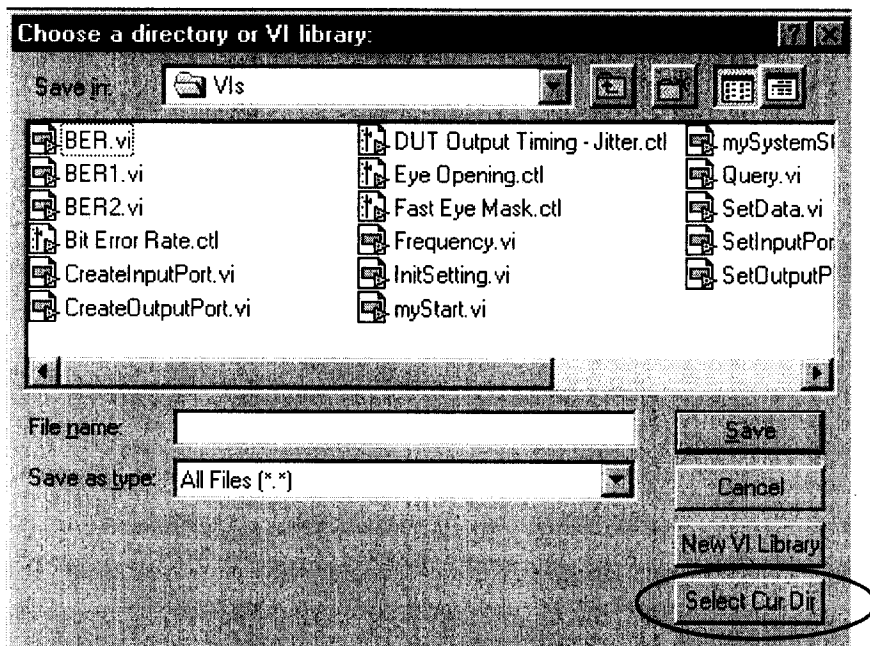 Choose a directory or VI library:
Save in:
VIs
BER.vi
BER1.vi
BER2.vi
Bit Error Rate.ctl
CreateInputPort.vi
CreateOutputPort.vi
DUT Output Timing - Jitter.ctl
Eye Opening.ctl
Fast Eye Mask.ctl
Frequency.vi
InitSetting.vi
myStart.vi
mySystemSt
Query.vi
SetData.vi
SetInputPor
SetOutputP
File name:
Save
Save as type: All Files (*.*)
Cancel
New VI Library
Select Cur Dir